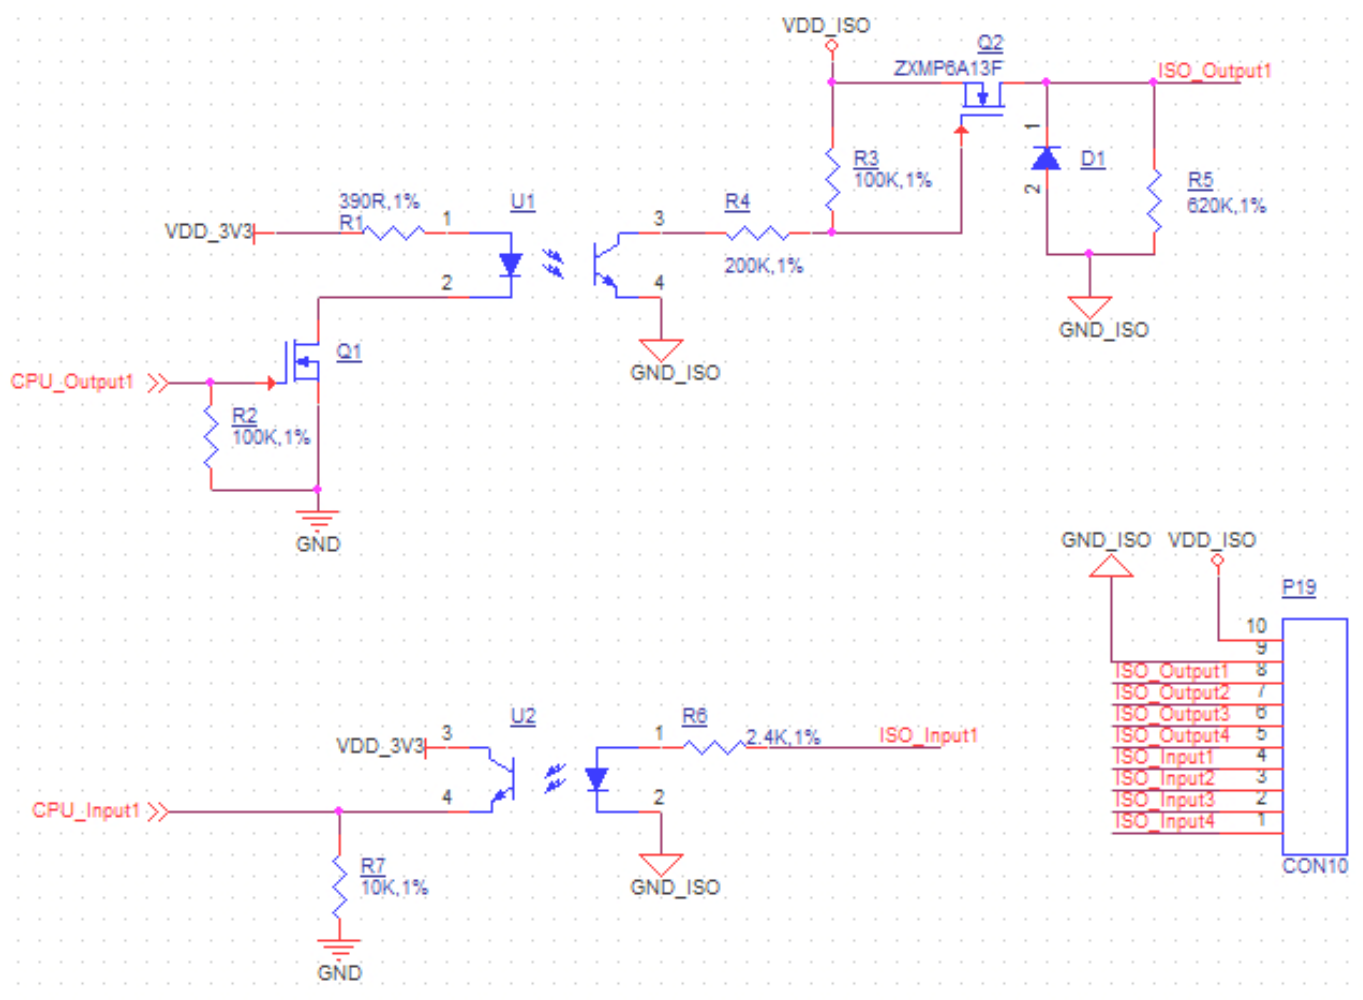 VDD_ISO
Q2
ZXMP6A13F
ISO_Output1
1
D1
2
R3
100K,1%
R5
620K,1%
390R,1%
R1
VDD_3V3
1
U1
2
3
R4
200K,1%
4
GND_ISO
GND_ISO
Q1
CPU_Output1
R2
100K,1%
GND
GND_ISO
VDD_ISO
P19
10
9
ISO_Output1 8
ISO_Output2 7
ISO_Output3 6
ISO_Output4 5
ISO_Input1 4
ISO_Input2 3
ISO_Input3 2
ISO_Input4 1
CON10
VDD_3V3
3
U2
1
R6
2.4K,1%
ISO_Input1
CPU_Input1
4
2
R7
10K,1%
GND_ISO
GND